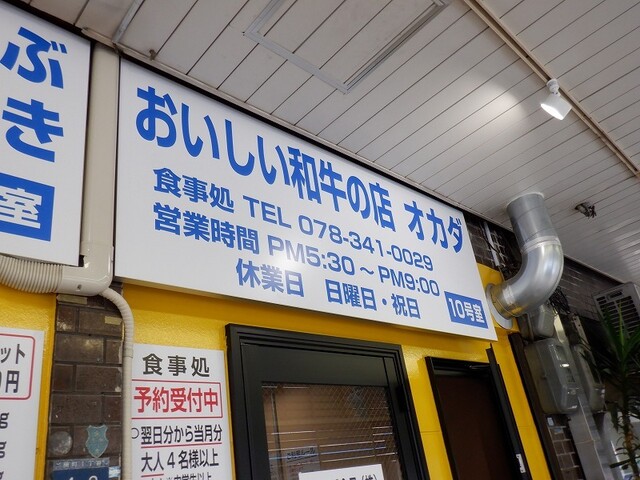 ぶき
室
おいしい和牛の店 オカダ
食事処 TEL 078-341-0029
営業時間 PM5:30～PM9:00
休業日 日曜日・祝日
10号室
食事処
予約受付中
○翌日分から当月分
大人4名様以上
ット
円